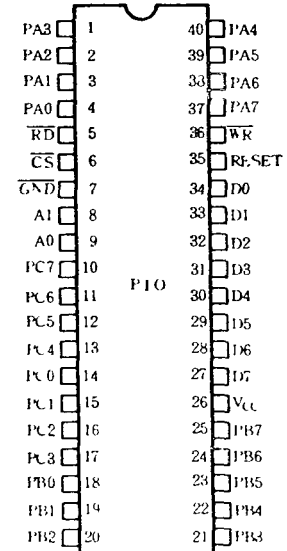 PA3 1 40 PA4
PA2 2 39 PA5
PA1 3 33 PA6
PA0 4 37 PA7
RD 5 36 WR
CS 6 35 RESET
GND 7 34 D0
A1 8 33 D1
A0 9 32 D2
PC7 10 31 D3
PIO
PC6 11 30 D4
PC5 12 29 D5
PC4 13 28 D6
PC0 14 27 D7
PC1 15 26 VCC
PC2 16 25 PB7
PC3 17 24 PB6
PB0 18 23 PB5
PB1 19 22 PB4
PB2 20 21 PB3